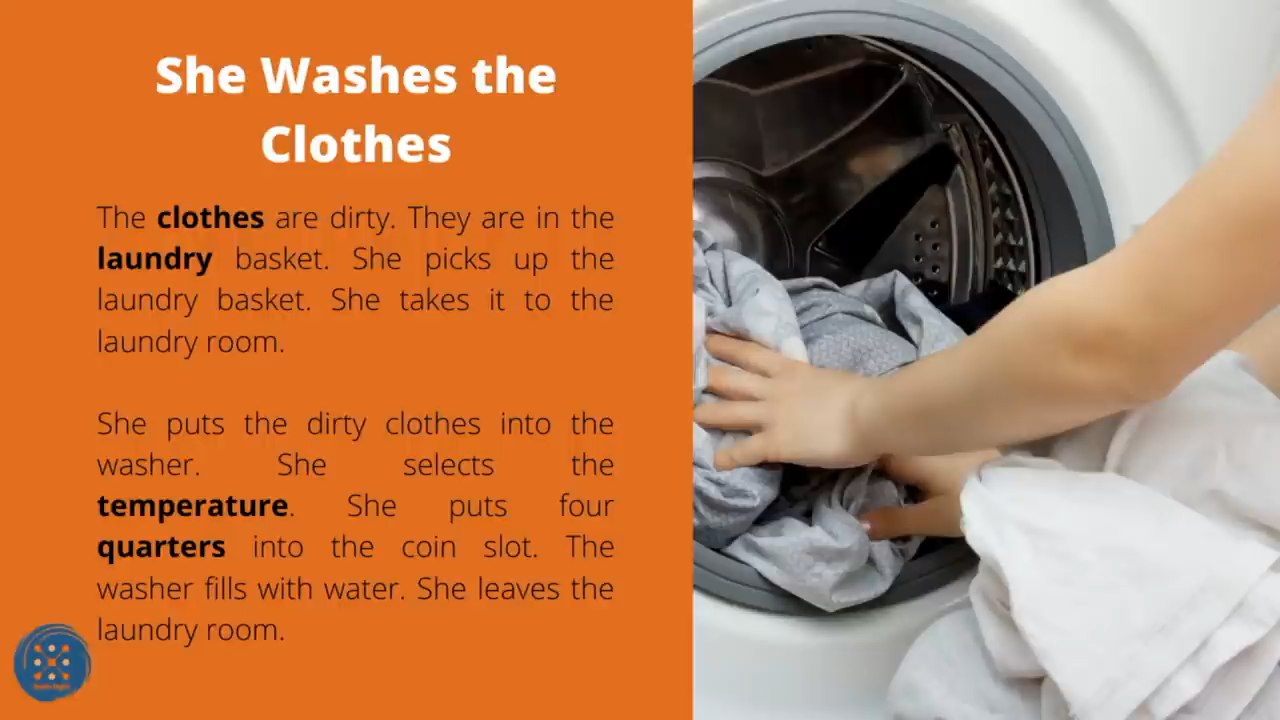 She Washes the
Clothes
The clothes are dirty. They are in the
laundry basket. She picks up the
laundry basket. She takes it to the
laundry room.
She puts the dirty clothes into the
washer. She selects the
temperature. She puts four
quarters into the coin slot. The
washer fills with water. She leaves the
laundry room.